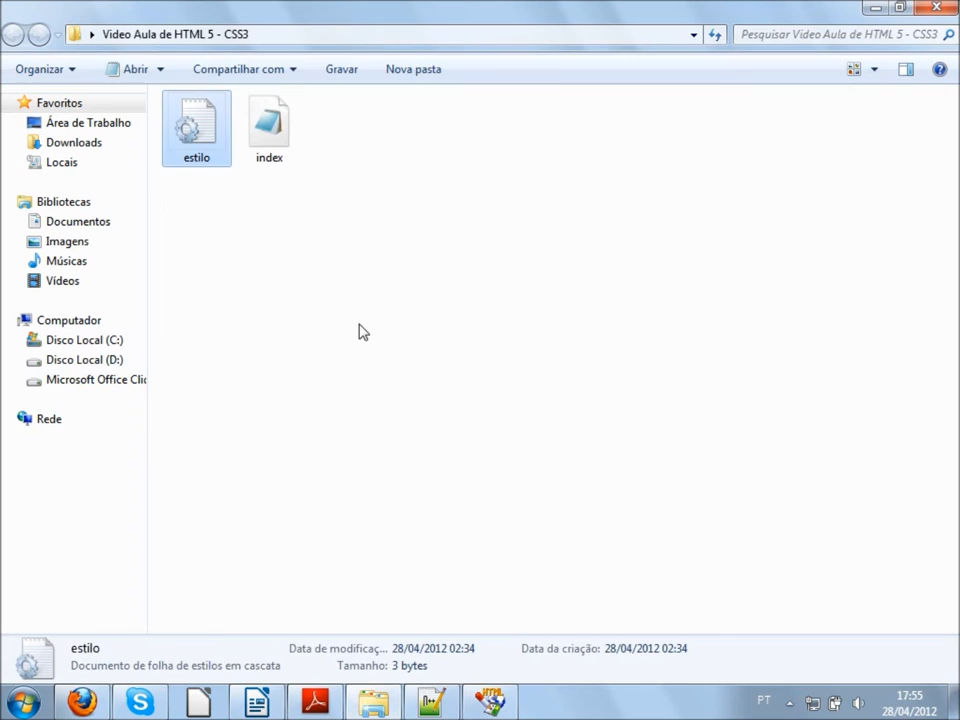 Video Aula de HTML 5 - CSS3
Pesquisar Video Aula de HTML 5 - CSS3
Organizar Abrir Compartilhar com Gravar Nova pasta
Favoritos
Área de Trabalho
Downloads
Locais
Bibliotecas
Documentos
Imagens
Músicas
Vídeos
Computador
Disco Local (C:)
Disco Local (D:)
Microsoft Office Clic
Rede
estilo
index
estilo
Data de modificaç... 28/04/2012 02:34
Data da criação: 28/04/2012 02:34
Documento de folha de estilos em cascata
Tamanho: 3 bytes
HTML
PT
17:55
28/04/2012